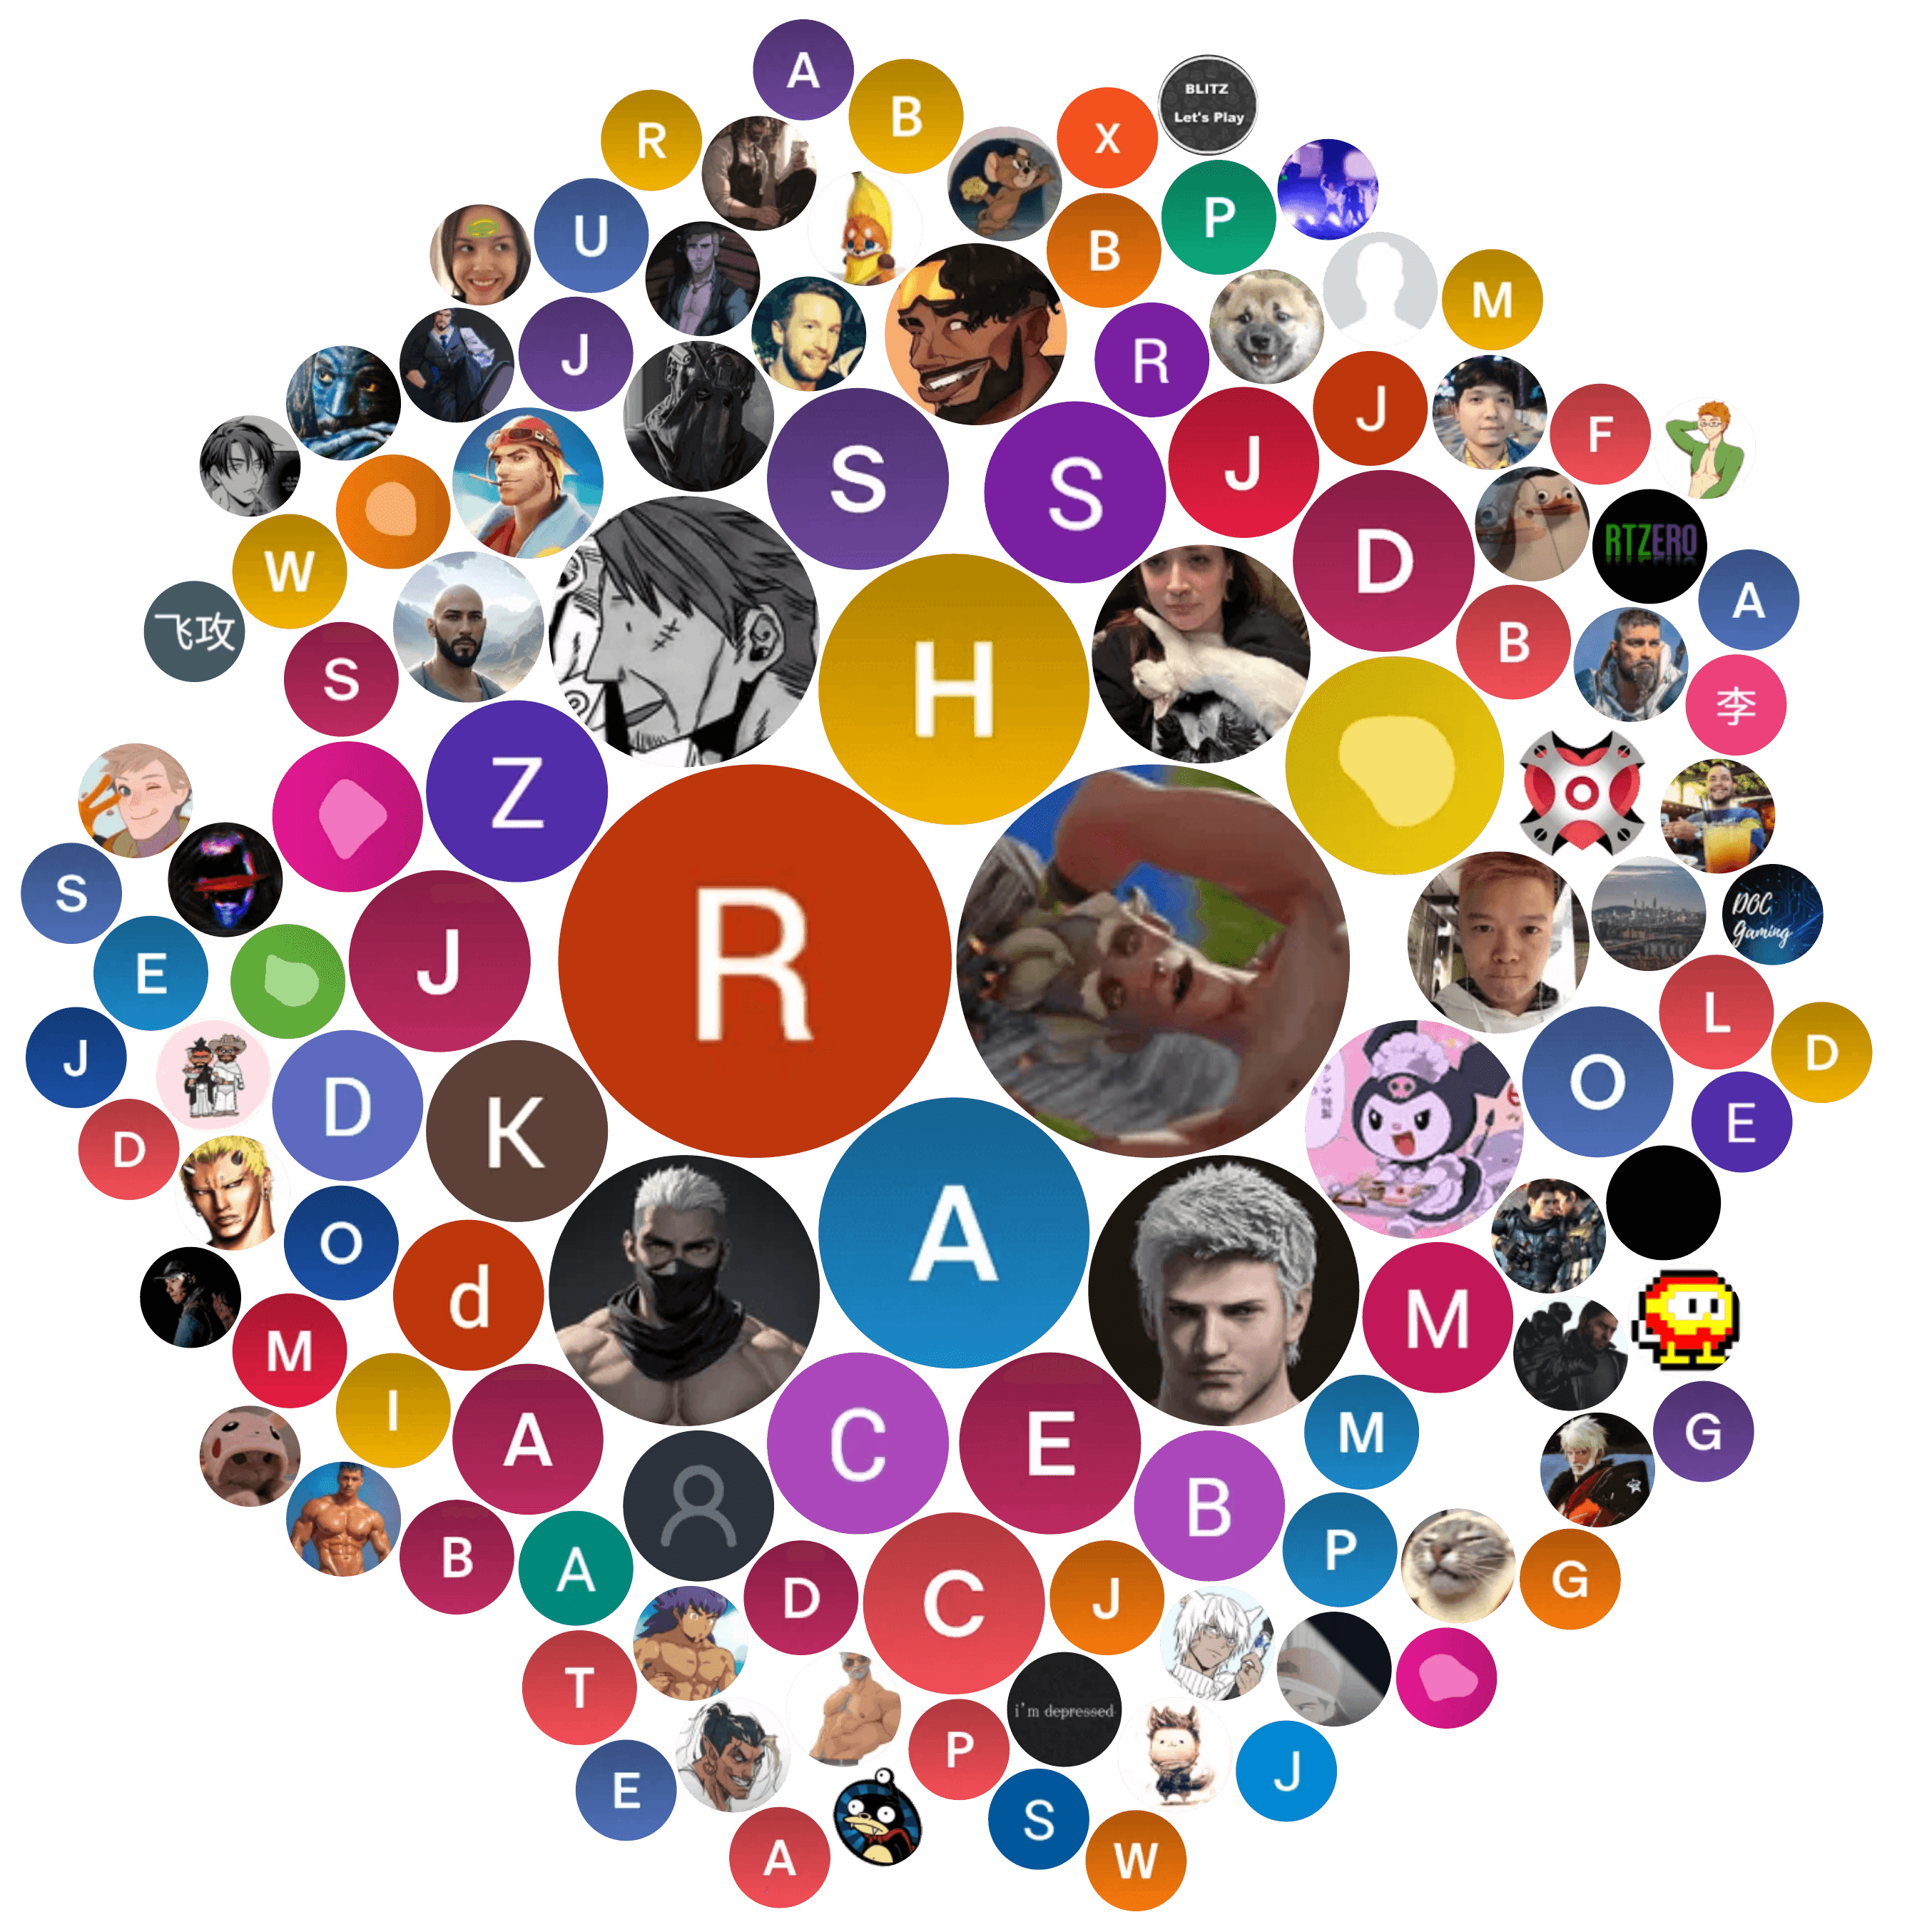 A
B
X
BLITZ
Let's Play
R
U
B
P
M
J
R
J
J
F
S
S
D
RTZERO
W
飞攻
S
H
B
A
李
Z
S
E
J
R
DOC
Gaming
L
D
J
D
K
O
E
D
O
d
A
M
M
I
A
C
E
B
M
G
B
A
D
C
J
P
G
T
i'm depressed
E
P
S
J
A
W